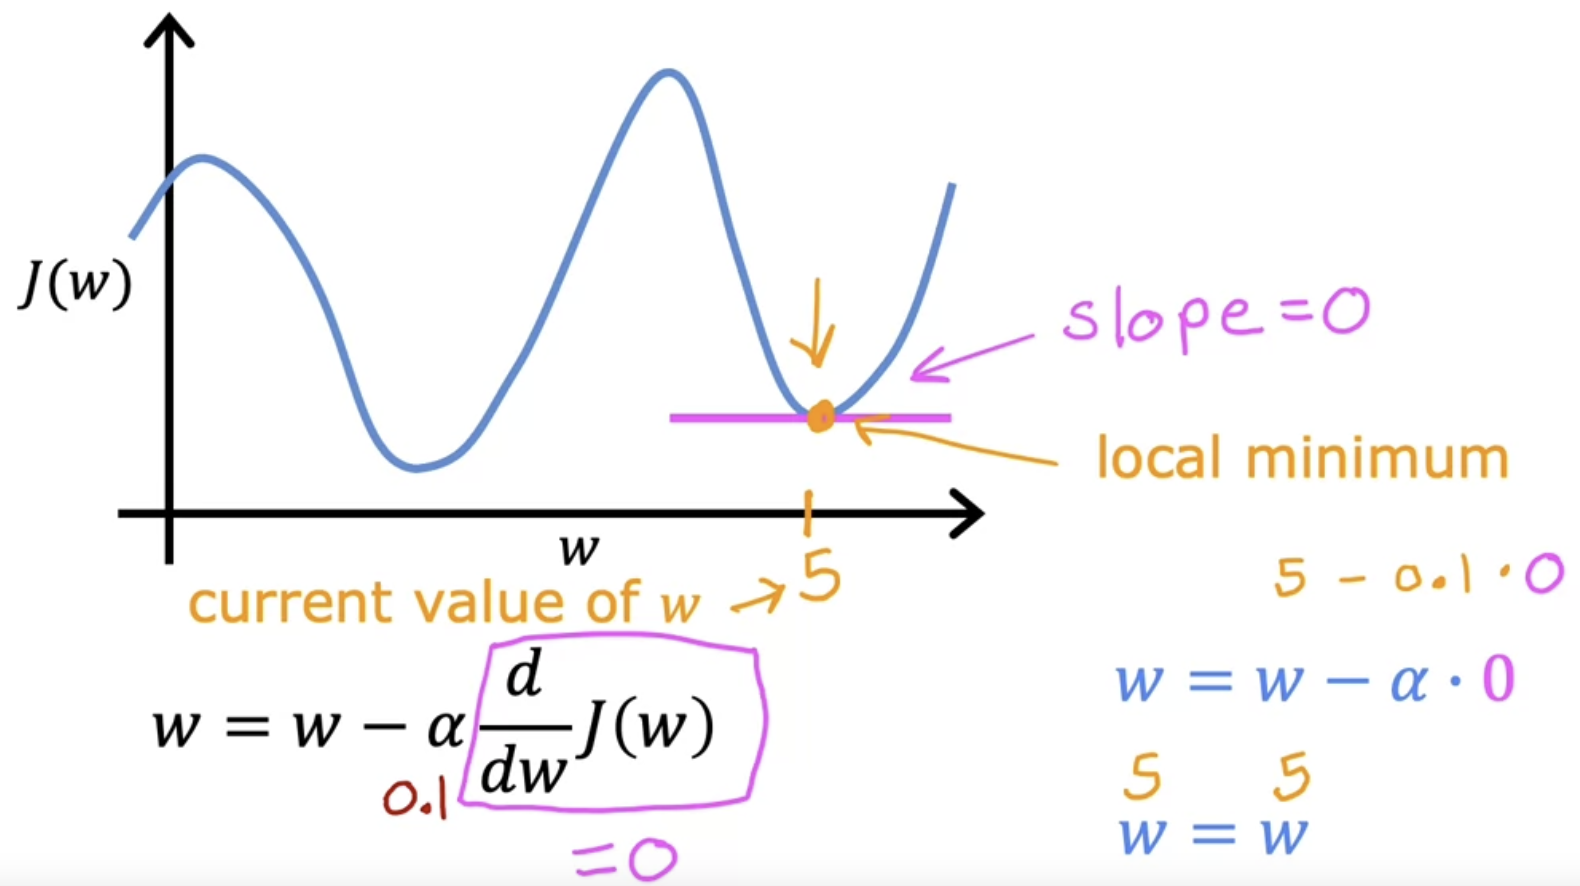 J(w)
slope=0
local minimum
w
5
current value of w →
5 - 0.1 · 0
w = w − α d/dw J(w)
0.1
=0
w = w − α · 0
5 5
w = w